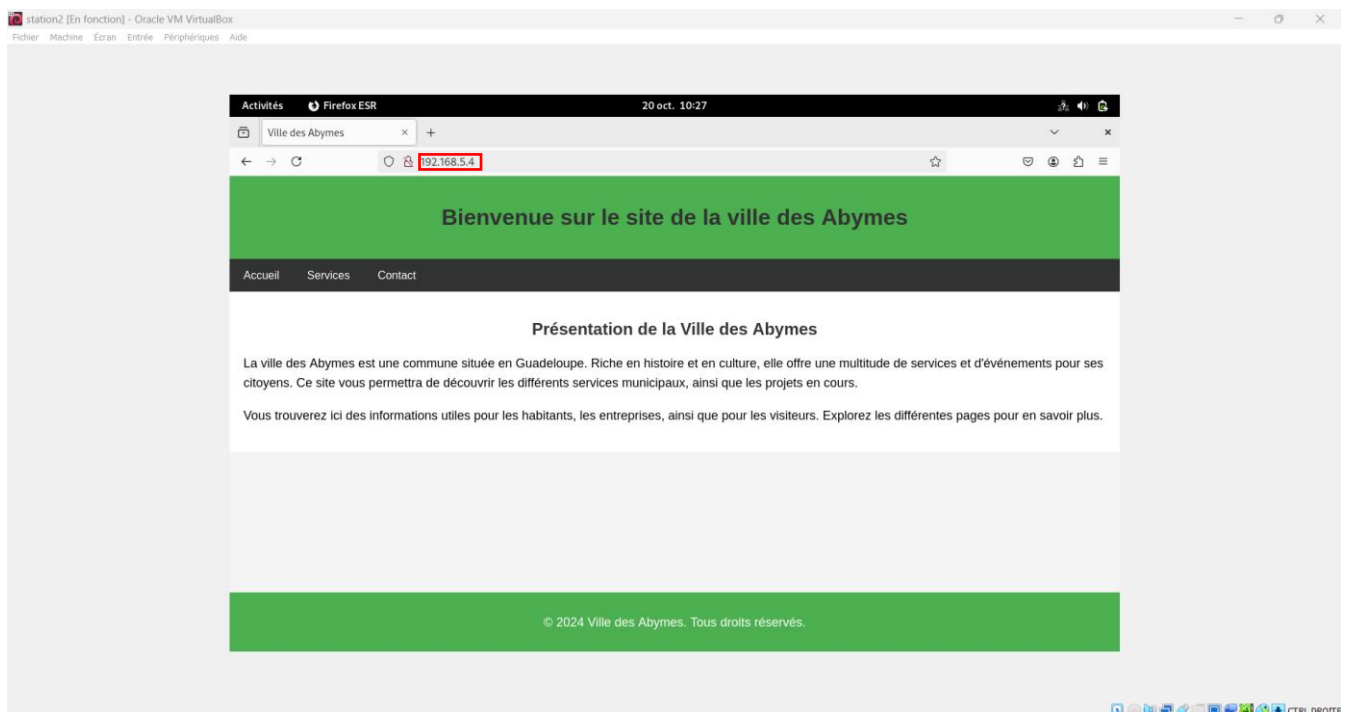 station2 [En fonction] - Oracle VM VirtualBox
Fichier Machine Écran Entrée Périphériques Aide
Activités Firefox ESR 20 oct. 10:27
Ville des Abymes
192.168.5.4
Bienvenue sur le site de la ville des Abymes
Accueil Services Contact
Présentation de la Ville des Abymes
La ville des Abymes est une commune située en Guadeloupe. Riche en histoire et en culture, elle offre une multitude de services et d'événements pour ses
citoyens. Ce site vous permettra de découvrir les différents services municipaux, ainsi que les projets en cours.
Vous trouverez ici des informations utiles pour les habitants, les entreprises, ainsi que pour les visiteurs. Explorez les différentes pages pour en savoir plus.
© 2024 Ville des Abymes. Tous droits réservés.
CTRL DROITE